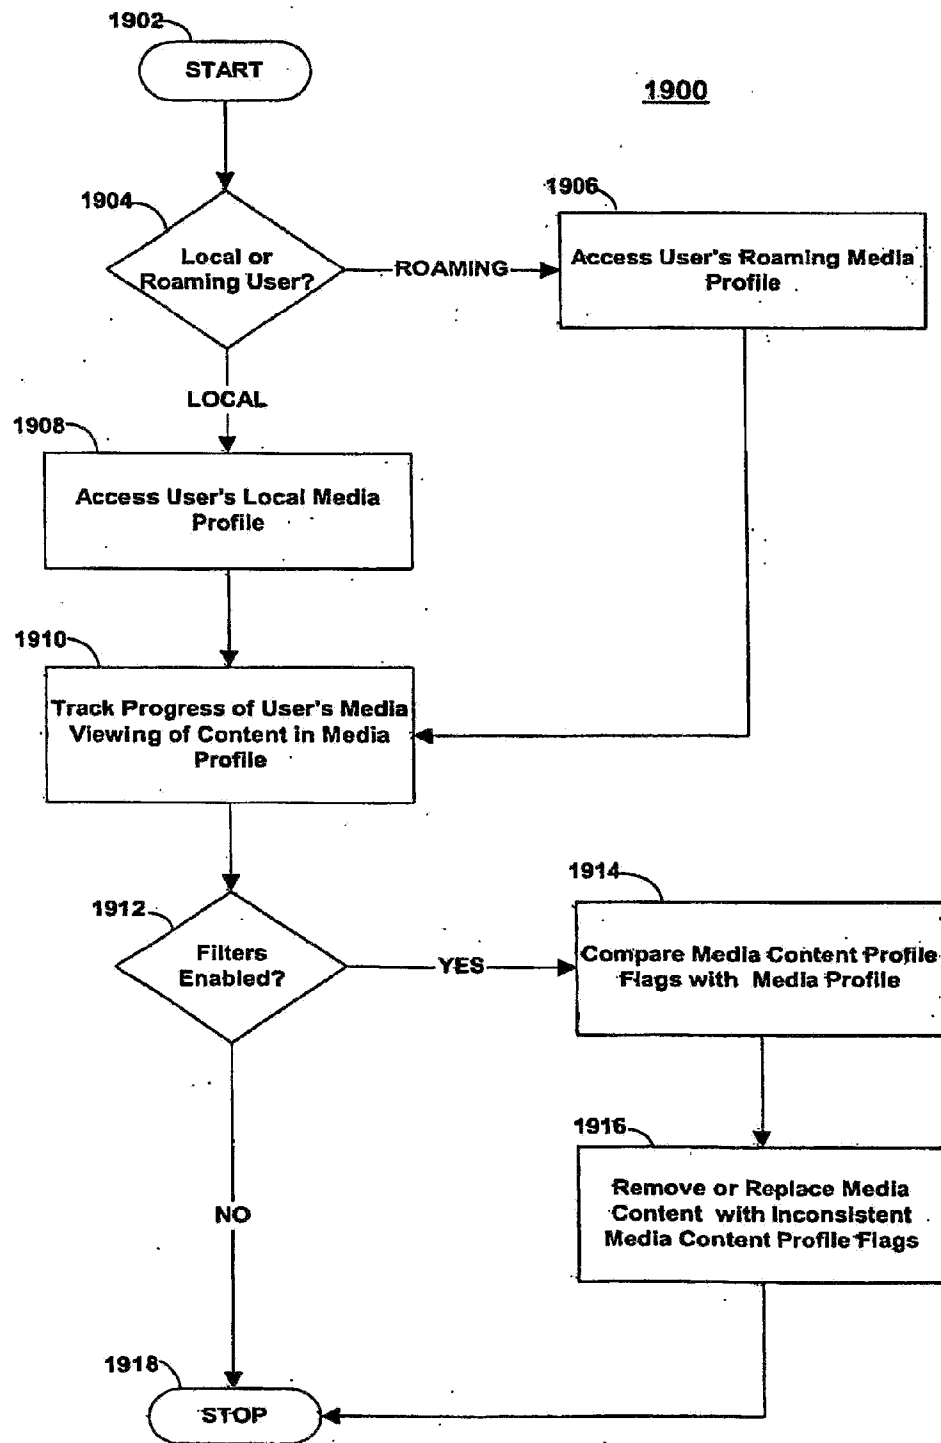 1902
START
1900
1904
Local or
Roaming User?
ROAMING
1906
Access User's Roaming Media
Profile
LOCAL
1908
Access User's Local Media
Profile
1910
Track Progress of User's Media
Viewing of Content in Media
Profile
1912
Filters
Enabled?
YES
1914
Compare Media Content Profile
Flags with Media Profile
1916
Remove or Replace Media
Content with Inconsistent
Media Content Profile Flags
NO
1918
STOP